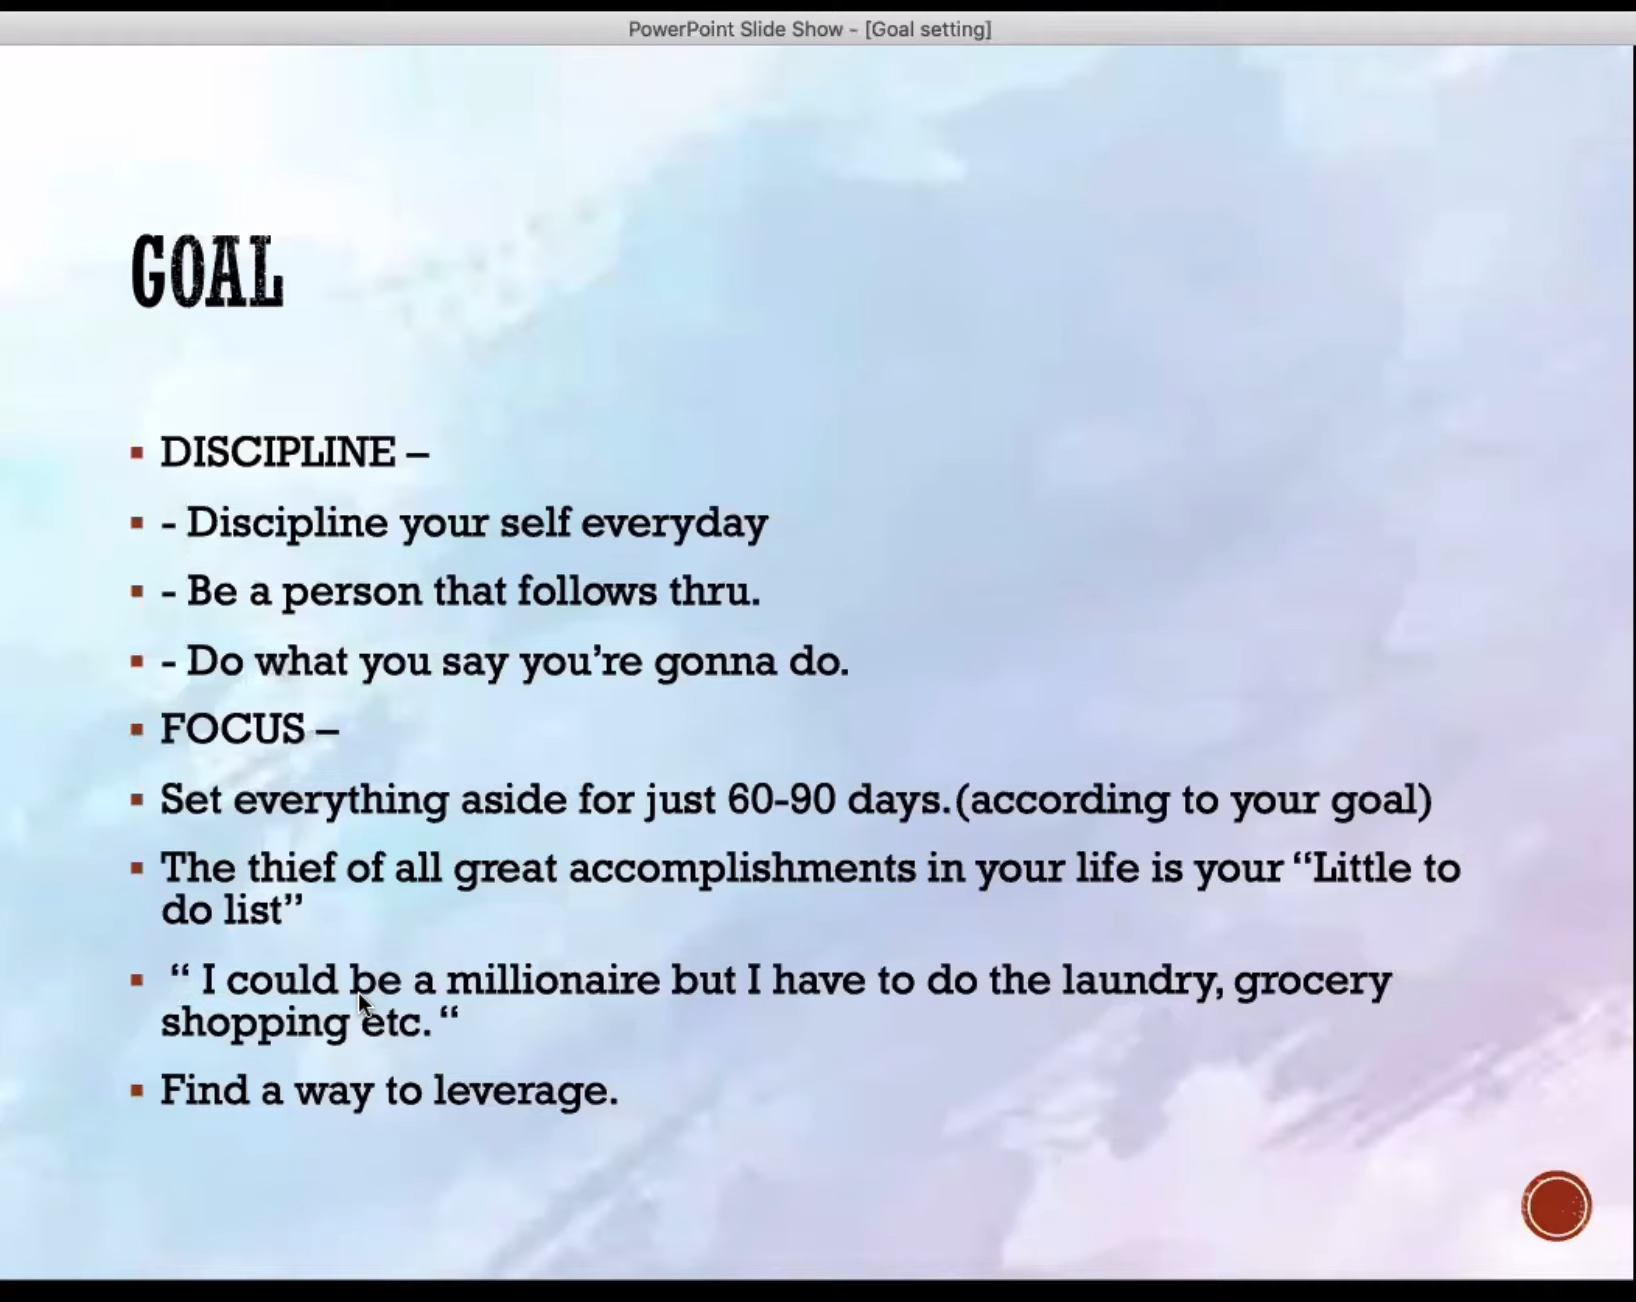 PowerPoint Slide Show - [Goal setting]
GOAL
DISCIPLINE –
- Discipline your self everyday
- Be a person that follows thru.
- Do what you say you’re gonna do.
FOCUS –
Set everything aside for just 60-90 days.(according to your goal)
The thief of all great accomplishments in your life is your “Little to
do list”
“ I could be a millionaire but I have to do the laundry, grocery
shopping etc. “
Find a way to leverage.